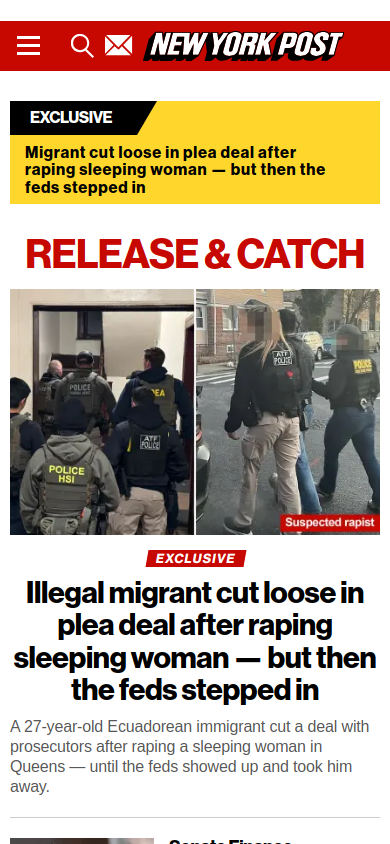 NEW YORK POST
EXCLUSIVE
Migrant cut loose in plea deal after
raping sleeping woman — but then the
feds stepped in
RELEASE & CATCH
POLICE
DEA
ATF
POLICE
POLICE
HSI
ATF
POLICE
POLICE
Suspected rapist
EXCLUSIVE
Illegal migrant cut loose in
plea deal after raping
sleeping woman — but then
the feds stepped in
A 27-year-old Ecuadorean immigrant cut a deal with
prosecutors after raping a sleeping woman in
Queens — until the feds showed up and took him
away.
Senate Finance